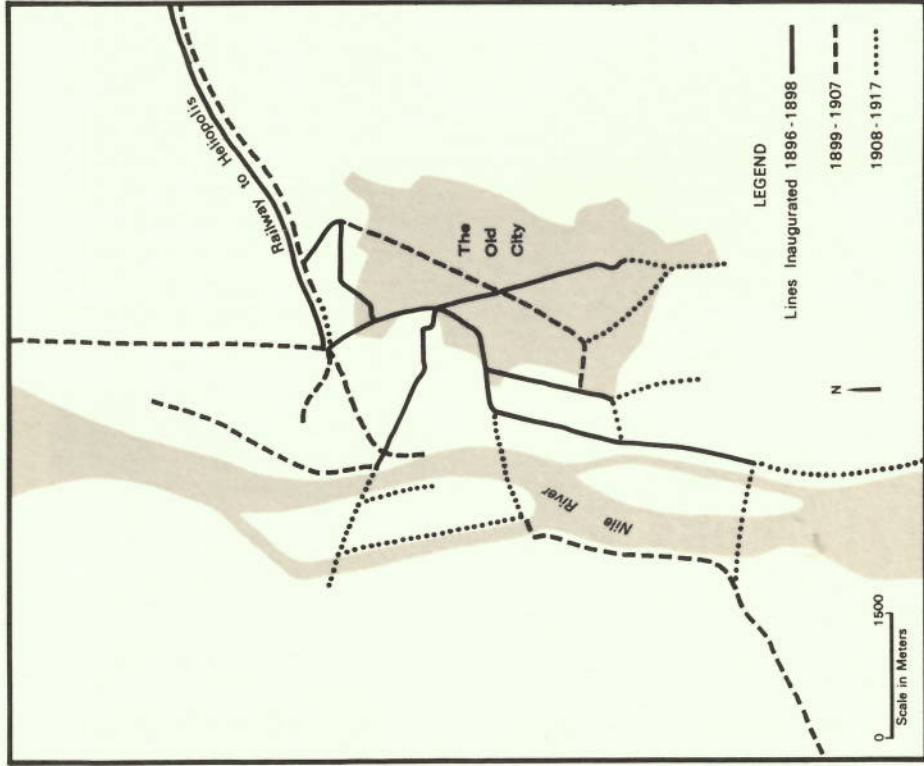 Railway to Heliopolis
The
Old
City
Nile
River
LEGEND
Lines Inaugurated 1896-1898
1899-1907
1908-1917
N
0 1500
Scale in Meters